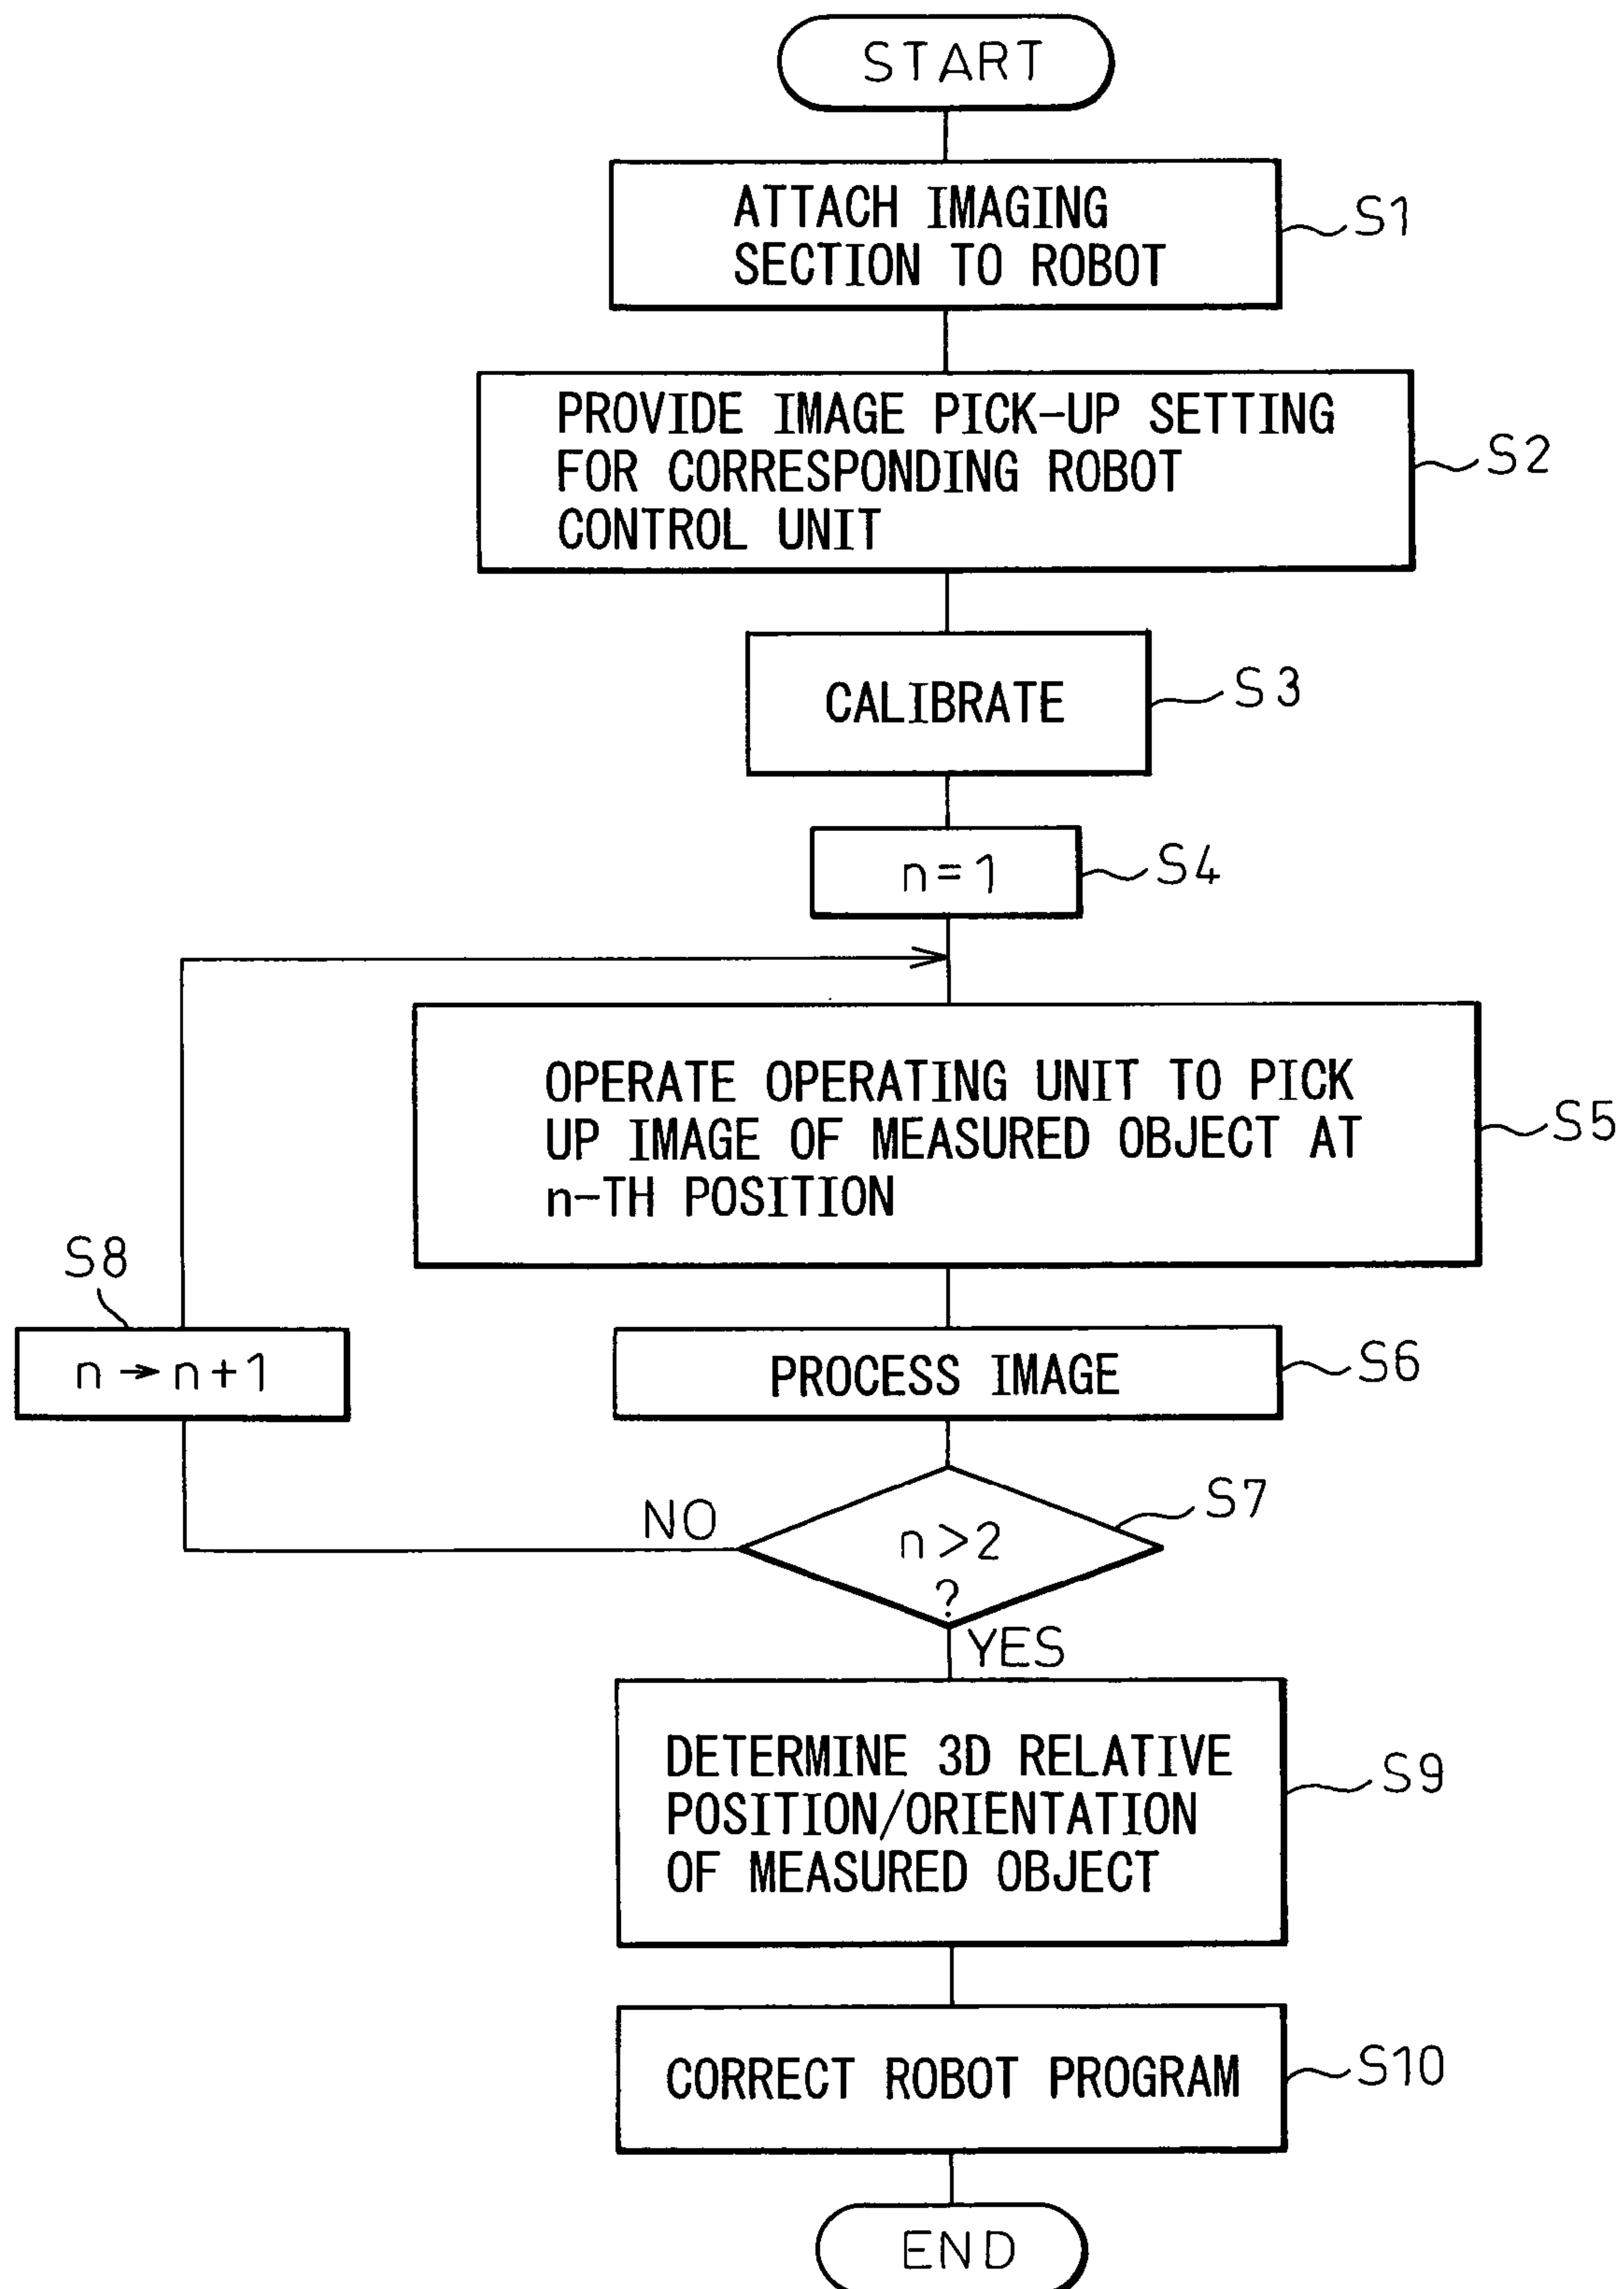 START
ATTACH IMAGING
SECTION TO ROBOT
S1
PROVIDE IMAGE PICK-UP SETTING
FOR CORRESPONDING ROBOT
CONTROL UNIT
S2
CALIBRATE
S3
n=1
S4
OPERATE OPERATING UNIT TO PICK
UP IMAGE OF MEASURED OBJECT AT
n-TH POSITION
S5
S8
n→n+1
PROCESS IMAGE
S6
NO
n>2
?
S7
YES
DETERMINE 3D RELATIVE
POSITION/ORIENTATION
OF MEASURED OBJECT
S9
CORRECT ROBOT PROGRAM
S10
END